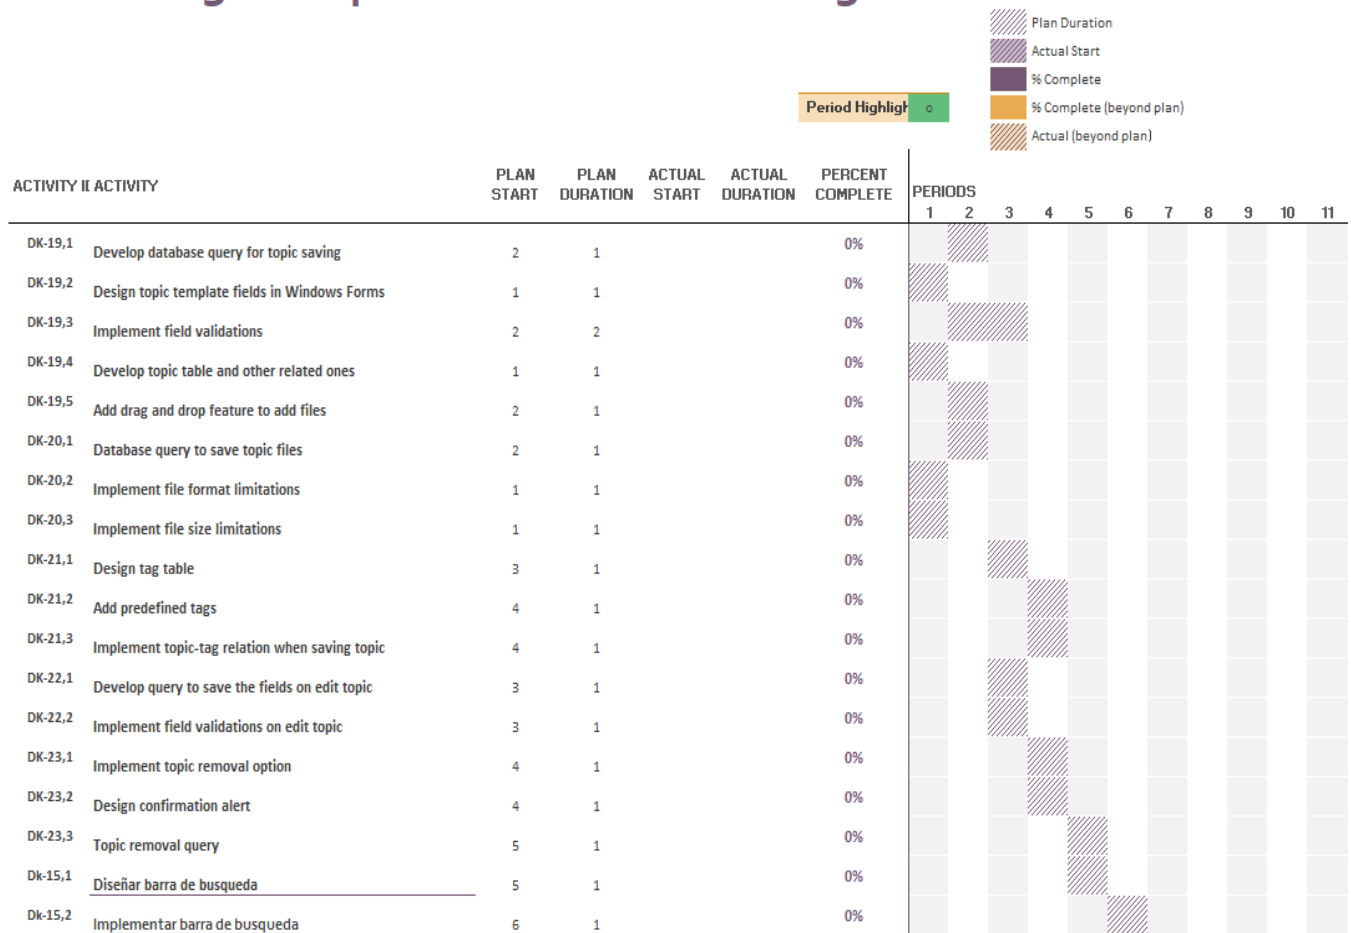 Plan Duration
Actual Start
% Complete
Period Highligh 0 % Complete (beyond plan)
Actual (beyond plan)
ACTIVITY II ACTIVITY PLAN START PLAN DURATION ACTUAL START ACTUAL DURATION PERCENT COMPLETE PERIODS
1 2 3 4 5 6 7 8 9 10 11
DK-19,1 Develop database query for topic saving 2 1 0%
DK-19,2 Design topic template fields in Windows Forms 1 1 0%
DK-19,3 Implement field validations 2 2 0%
DK-19,4 Develop topic table and other related ones 1 1 0%
DK-19,5 Add drag and drop feature to add files 2 1 0%
DK-20,1 Database query to save topic files 2 1 0%
DK-20,2 Implement file format limitations 1 1 0%
DK-20,3 Implement file size limitations 1 1 0%
DK-21,1 Design tag table 3 1 0%
DK-21,2 Add predefined tags 4 1 0%
DK-21,3 Implement topic-tag relation when saving topic 4 1 0%
DK-22,1 Develop query to save the fields on edit topic 3 1 0%
DK-22,2 Implement field validations on edit topic 3 1 0%
DK-23,1 Implement topic removal option 4 1 0%
DK-23,2 Design confirmation alert 4 1 0%
DK-23,3 Topic removal query 5 1 0%
Dk-15,1 Diseñar barra de busqueda 5 1 0%
Dk-15,2 Implementar barra de busqueda 6 1 0%